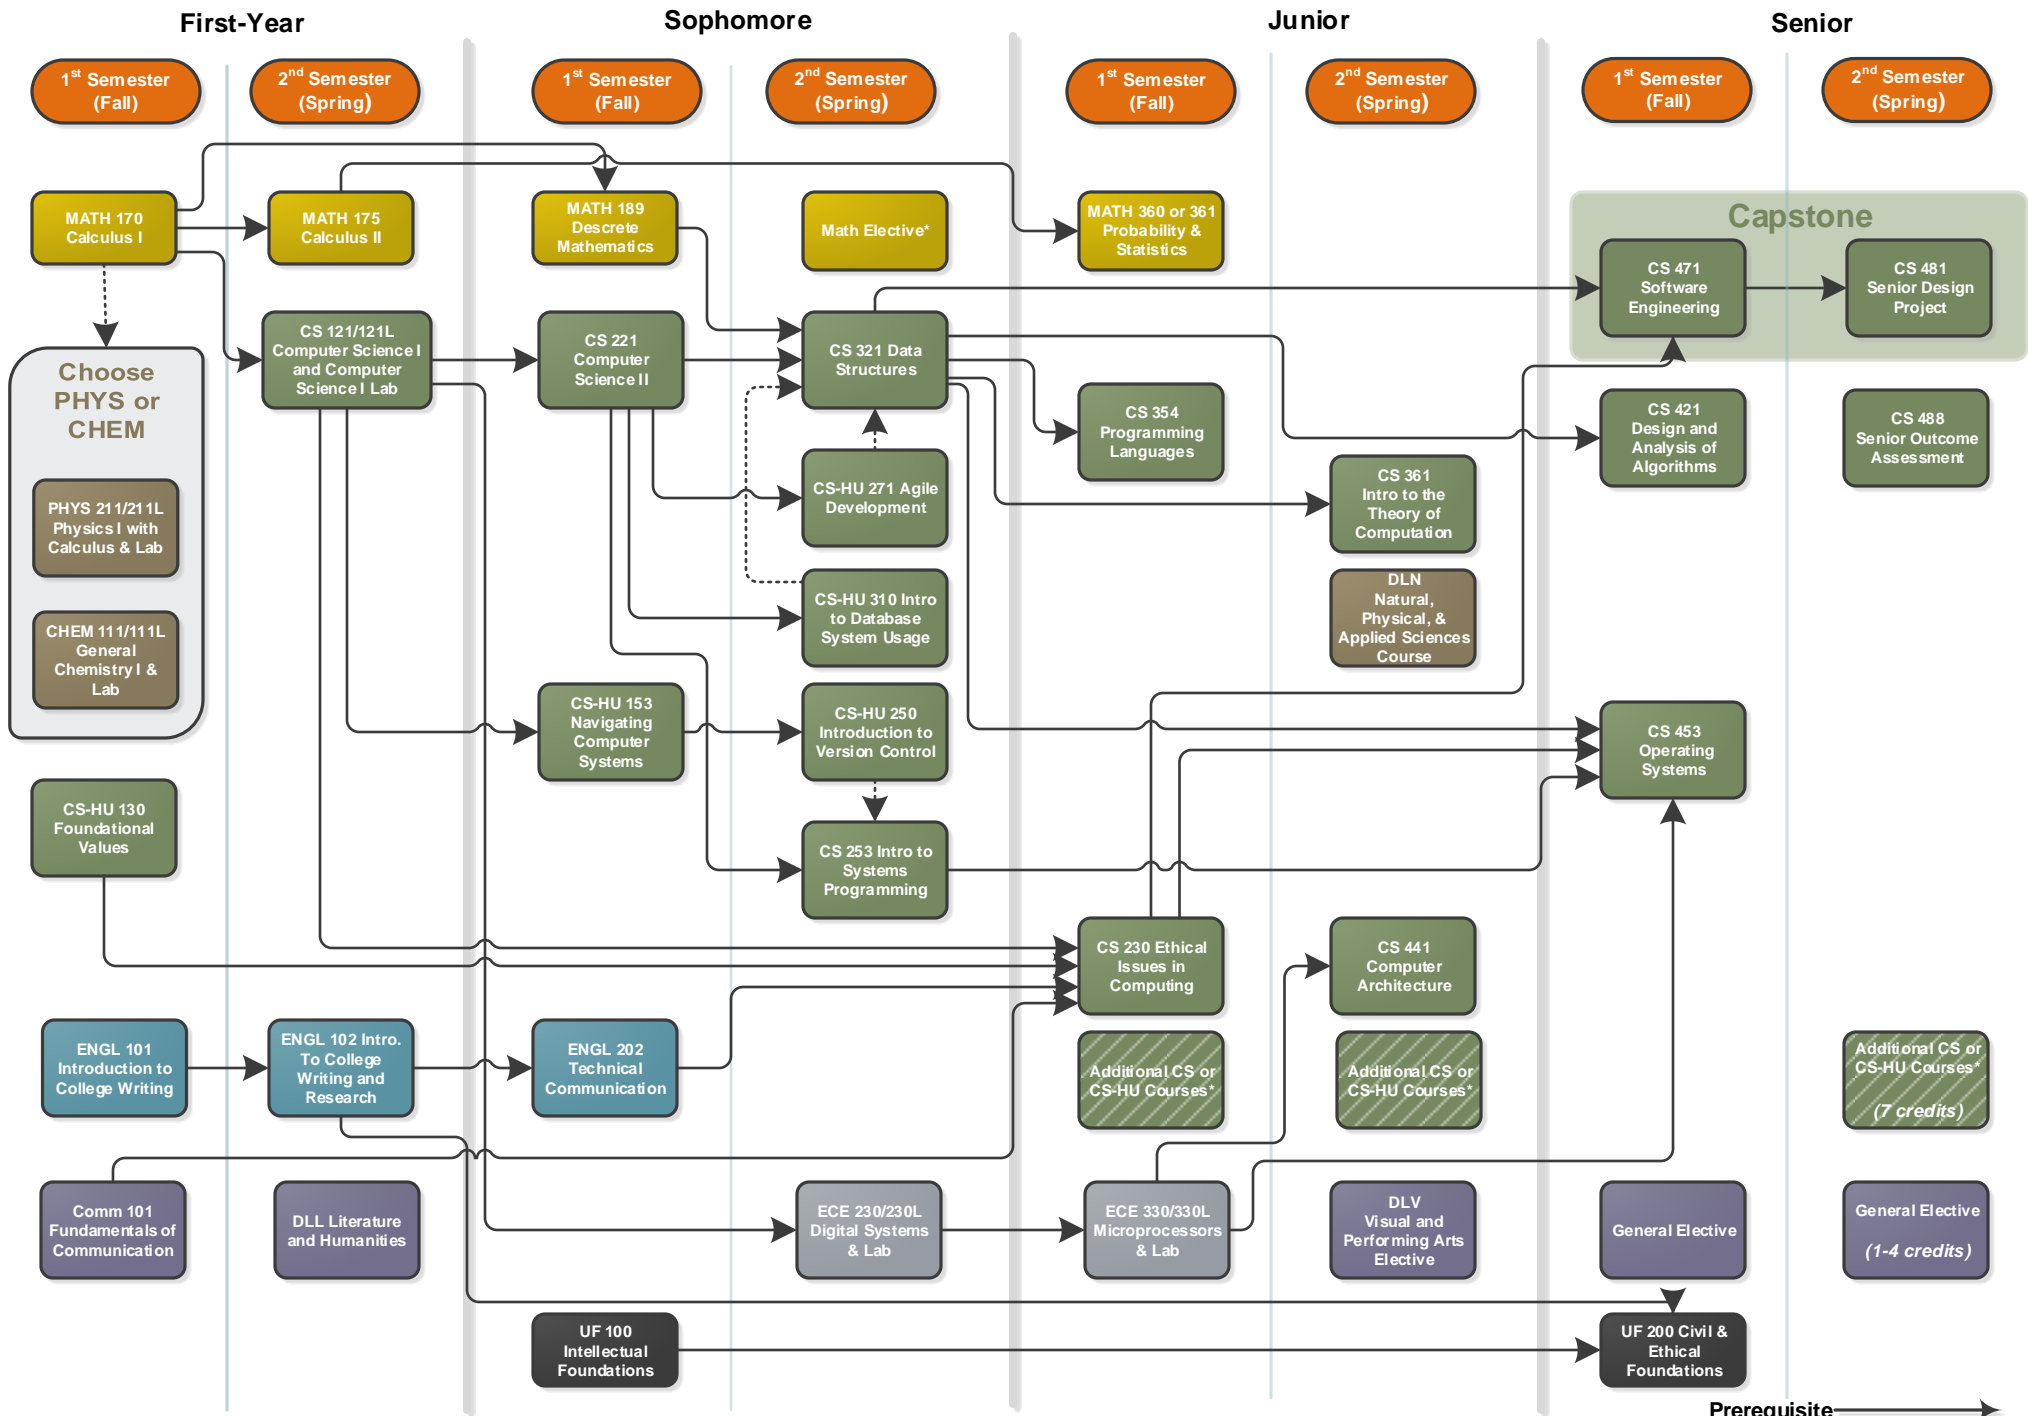 First-Year
Sophomore
Junior
Senior
1st Semester
(Fall)
2nd Semester
(Spring)
1st Semester
(Fall)
2nd Semester
(Spring)
1st Semester
(Fall)
2nd Semester
(Spring)
1st Semester
(Fall)
2nd Semester
(Spring)
MATH 170
Calculus I
MATH 175
Calculus II
MATH 189
Descrete
Mathematics
Math Elective*
MATH 360 or 361
Probability &
Statistics
Capstone
CS 471
Software
Engineering
CS 481
Senior Design
Project
Choose
PHYS or
CHEM
PHYS 211/211L
Physics I with
Calculus & Lab
CHEM 111/111L
General
Chemistry I &
Lab
CS 121/121L
Computer Science I
and Computer
Science I Lab
CS 221
Computer
Science II
CS 321 Data
Structures
CS 354
Programming
Languages
CS 421
Design and
Analysis of
Algorithms
CS 488
Senior Outcome
Assessment
CS-HU 271 Agile
Development
CS 361
Intro to the
Theory of
Computation
CS-HU 310 Intro
to Database
System Usage
DLN
Natural,
Physical, &
Applied Sciences
Course
CS-HU 153
Navigating
Computer
Systems
CS-HU 250
Introduction to
Version Control
CS 453
Operating
Systems
CS-HU 130
Foundational
Values
CS 253 Intro to
Systems
Programming
CS 230 Ethical
Issues in
Computing
CS 441
Computer
Architecture
ENGL 101
Introduction to
College Writing
ENGL 102 Intro.
To College
Writing and
Research
ENGL 202
Technical
Communication
Additional CS or
CS-HU Courses*
Additional CS or
CS-HU Courses*
Additional CS or
CS-HU Courses*
(7 credits)
Comm 101
Fundamentals of
Communication
DLL Literature
and Humanities
ECE 230/230L
Digital Systems
& Lab
ECE 330/330L
Microprocessors
& Lab
DLV
Visual and
Performing Arts
Elective
General Elective
General Elective
(1-4 credits)
UF 100
Intellectual
Foundations
UF 200 Civil &
Ethical
Foundations
Prerequisite